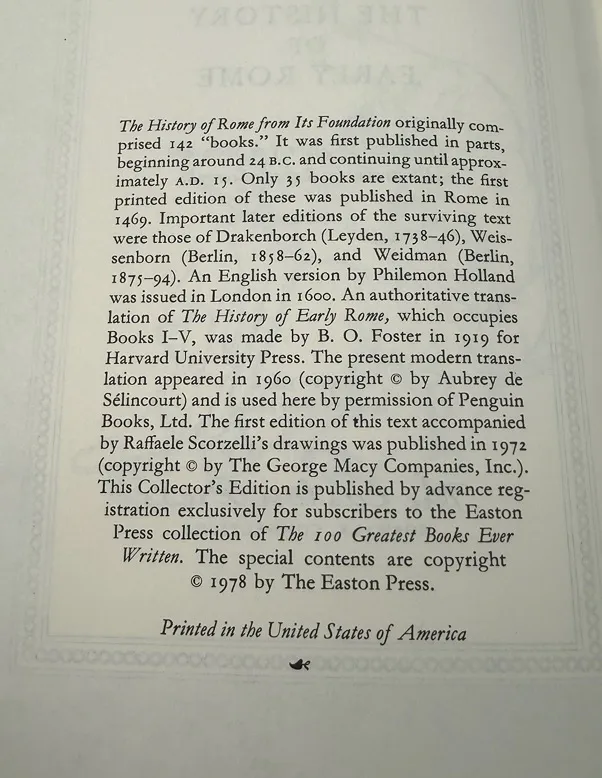 THE HISTORY
OF
EARLY ROME
The History of Rome from Its Foundation originally com-
prised 142 “books.” It was first published in parts,
beginning around 24 B.C. and continuing until approx-
imately A.D. 15. Only 35 books are extant; the first
printed edition of these was published in Rome in
1469. Important later editions of the surviving text
were those of Drakenborch (Leyden, 1738–46), Weis-
senborn (Berlin, 1858–62), and Weidman (Berlin,
1875–94). An English version by Philemon Holland
was issued in London in 1600. An authoritative trans-
lation of The History of Early Rome, which occupies
Books I–V, was made by B. O. Foster in 1919 for
Harvard University Press. The present modern trans-
lation appeared in 1960 (copyright © by Aubrey de
Sélincourt) and is used here by permission of Penguin
Books, Ltd. The first edition of this text accompanied
by Raffaele Scorzelli’s drawings was published in 1972
(copyright © by The George Macy Companies, Inc.).
This Collector’s Edition is published by advance reg-
istration exclusively for subscribers to the Easton
Press collection of The 100 Greatest Books Ever
Written. The special contents are copyright
© 1978 by The Easton Press.
Printed in the United States of America